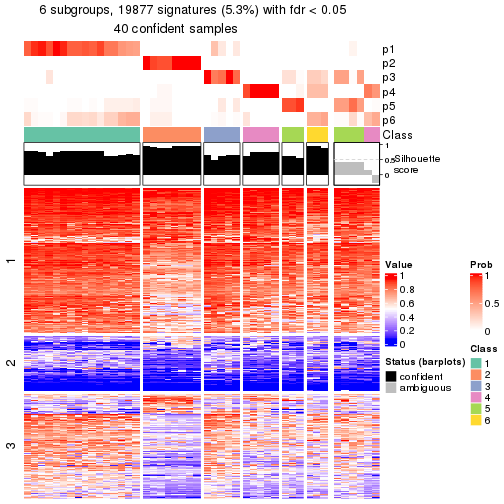 6 subgroups, 19877 signatures (5.3%) with fdr < 0.05
40 confident samples
p1
p2
p3
p4
p5
p6
Class
1
0.5
0
Silhouette
score
1
2
3
Value
1
0.8
0.6
0.4
0.2
0
Status (barplots)
confident
ambiguous
Prob
1
0.5
0
Class
1
2
3
4
5
6